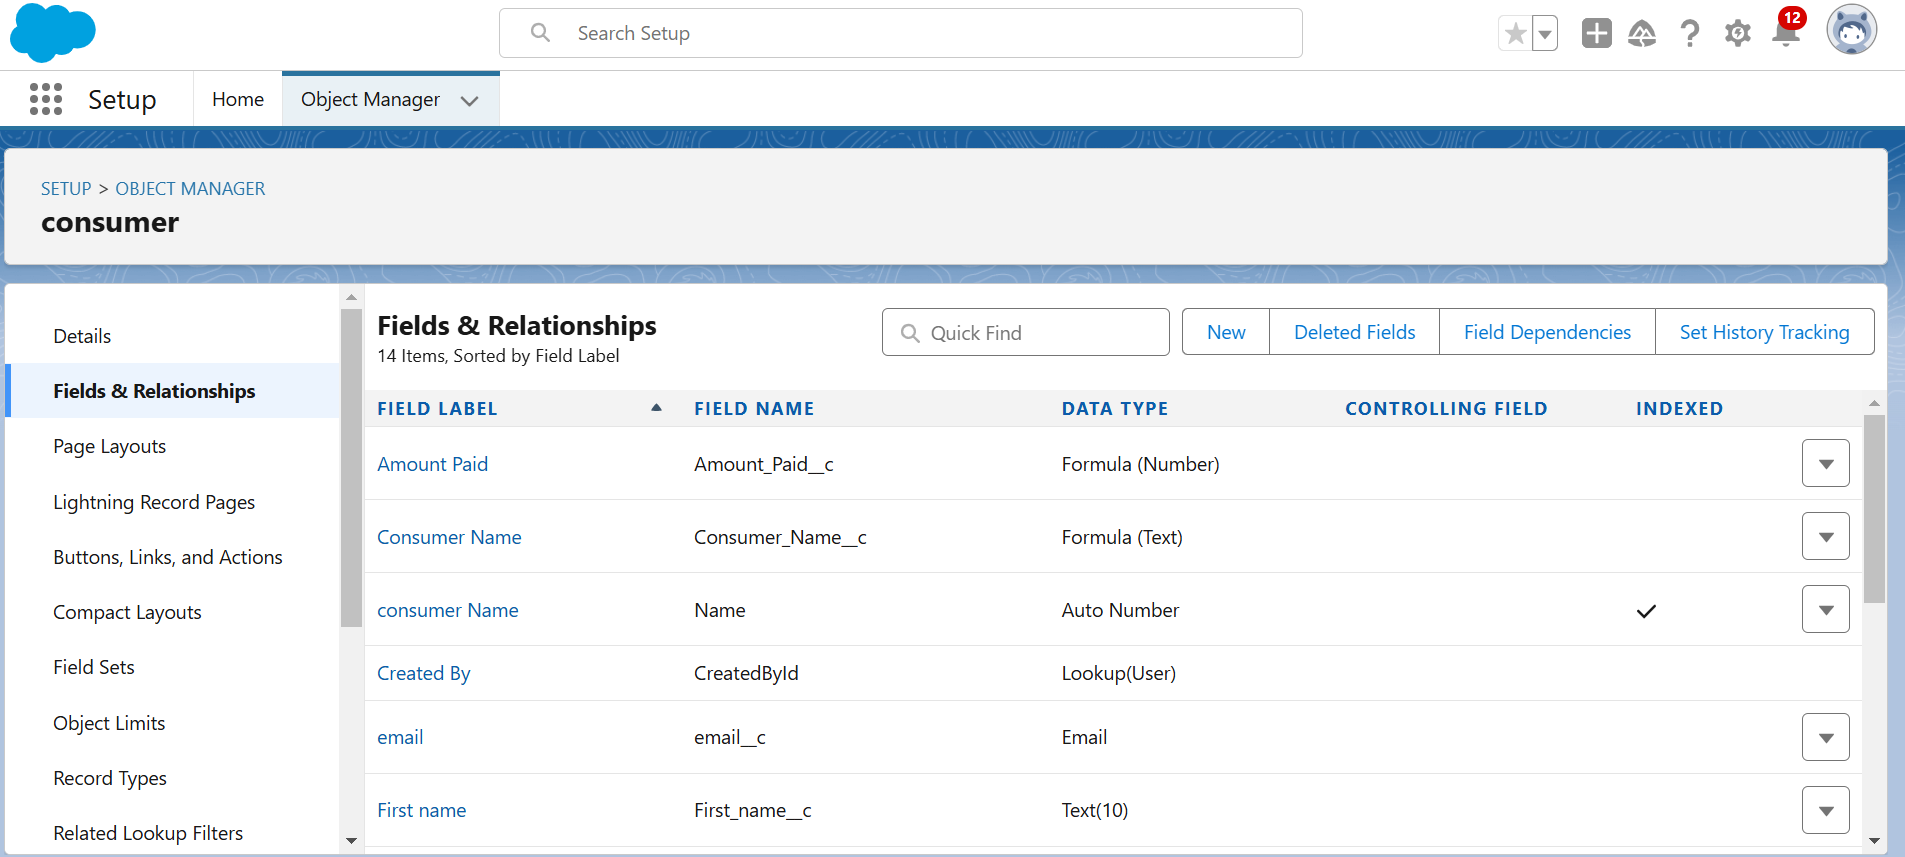 Search Setup
12
Setup
Home
Object Manager
SETUP > OBJECT MANAGER
consumer
Details
Fields & Relationships
Page Layouts
Lightning Record Pages
Buttons, Links, and Actions
Compact Layouts
Field Sets
Object Limits
Record Types
Related Lookup Filters
Fields & Relationships
14 Items, Sorted by Field Label
Quick Find
New
Deleted Fields
Field Dependencies
Set History Tracking
FIELD LABEL FIELD NAME DATA TYPE CONTROLLING FIELD INDEXED
Amount Paid Amount_Paid__c Formula (Number)
Consumer Name Consumer_Name__c Formula (Text)
consumer Name Name Auto Number
Created By CreatedById Lookup(User)
email email__c Email
First name First_name__c Text(10)